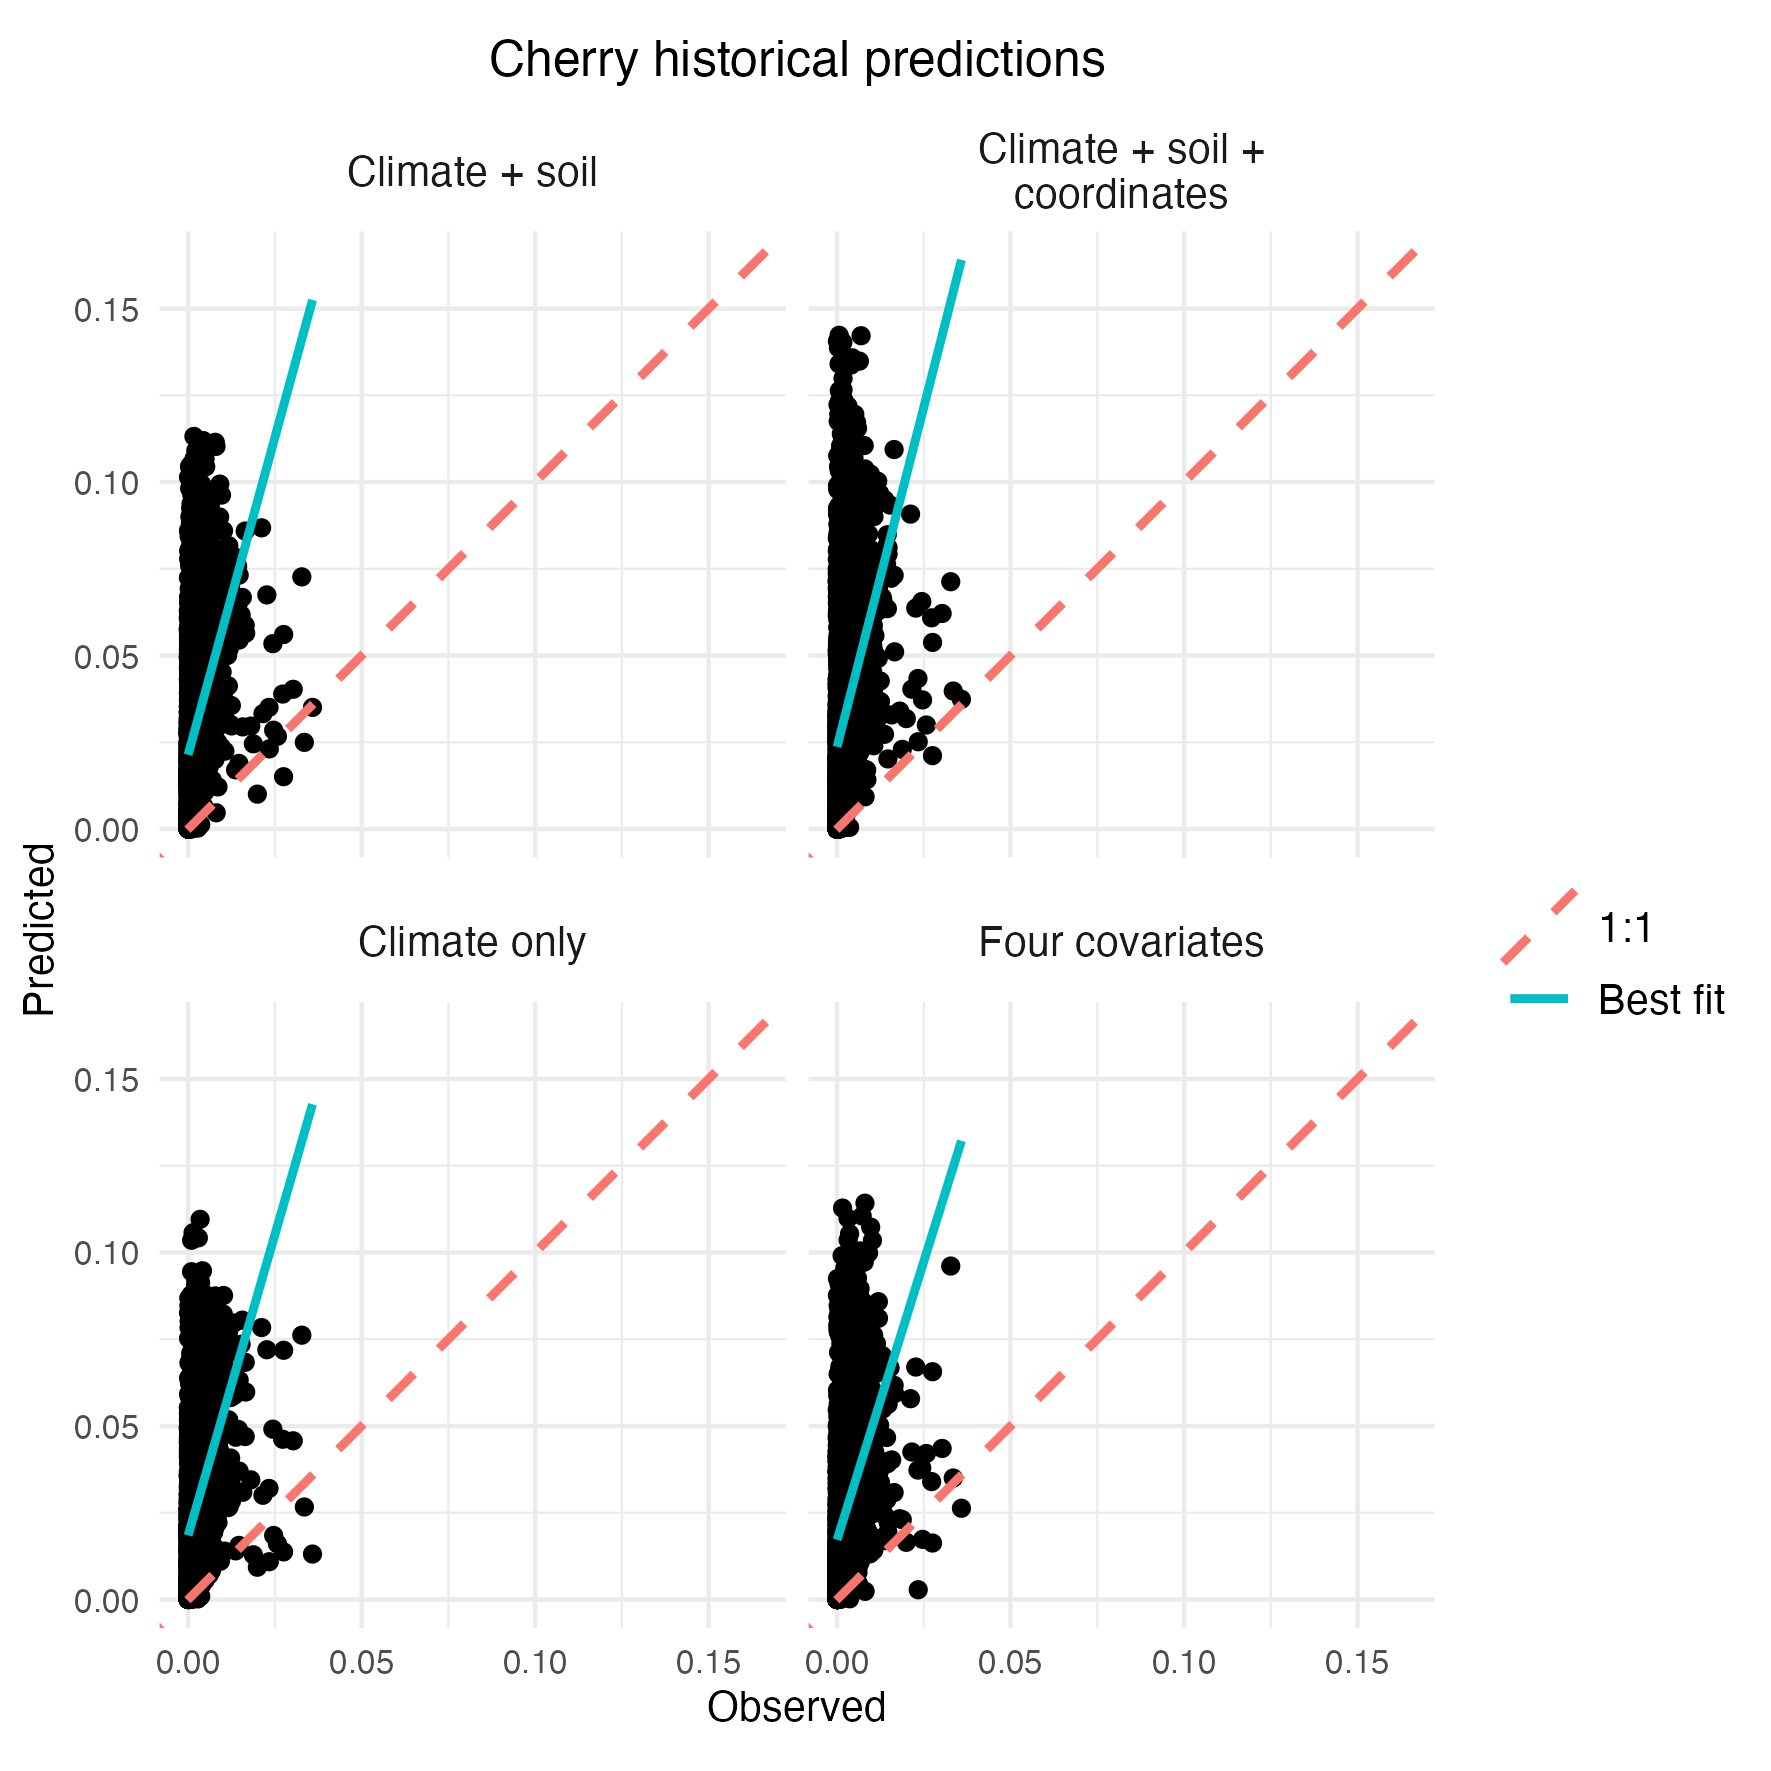 Cherry historical predictions
Climate + soil
Climate + soil +
coordinates
0.15
0.10
0.05
0.00
Predicted
Climate only
Four covariates
1:1
Best fit
0.15
0.10
0.05
0.00
0.00 0.05 0.10 0.15 0.00 0.05 0.10 0.15
Observed